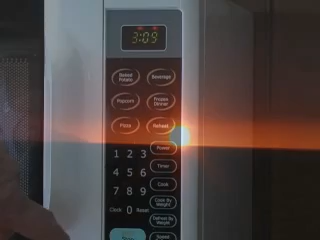 3:09
Baked
Potato
Beverage
Popcorn
Frozen
Dinner
Pizza
Reheat
1 2 3
Power
4 5 6
Timer
7 8 9
Clock
Cook By
Weight
Clock 0 Reset
Defrost By
Weight
Speed